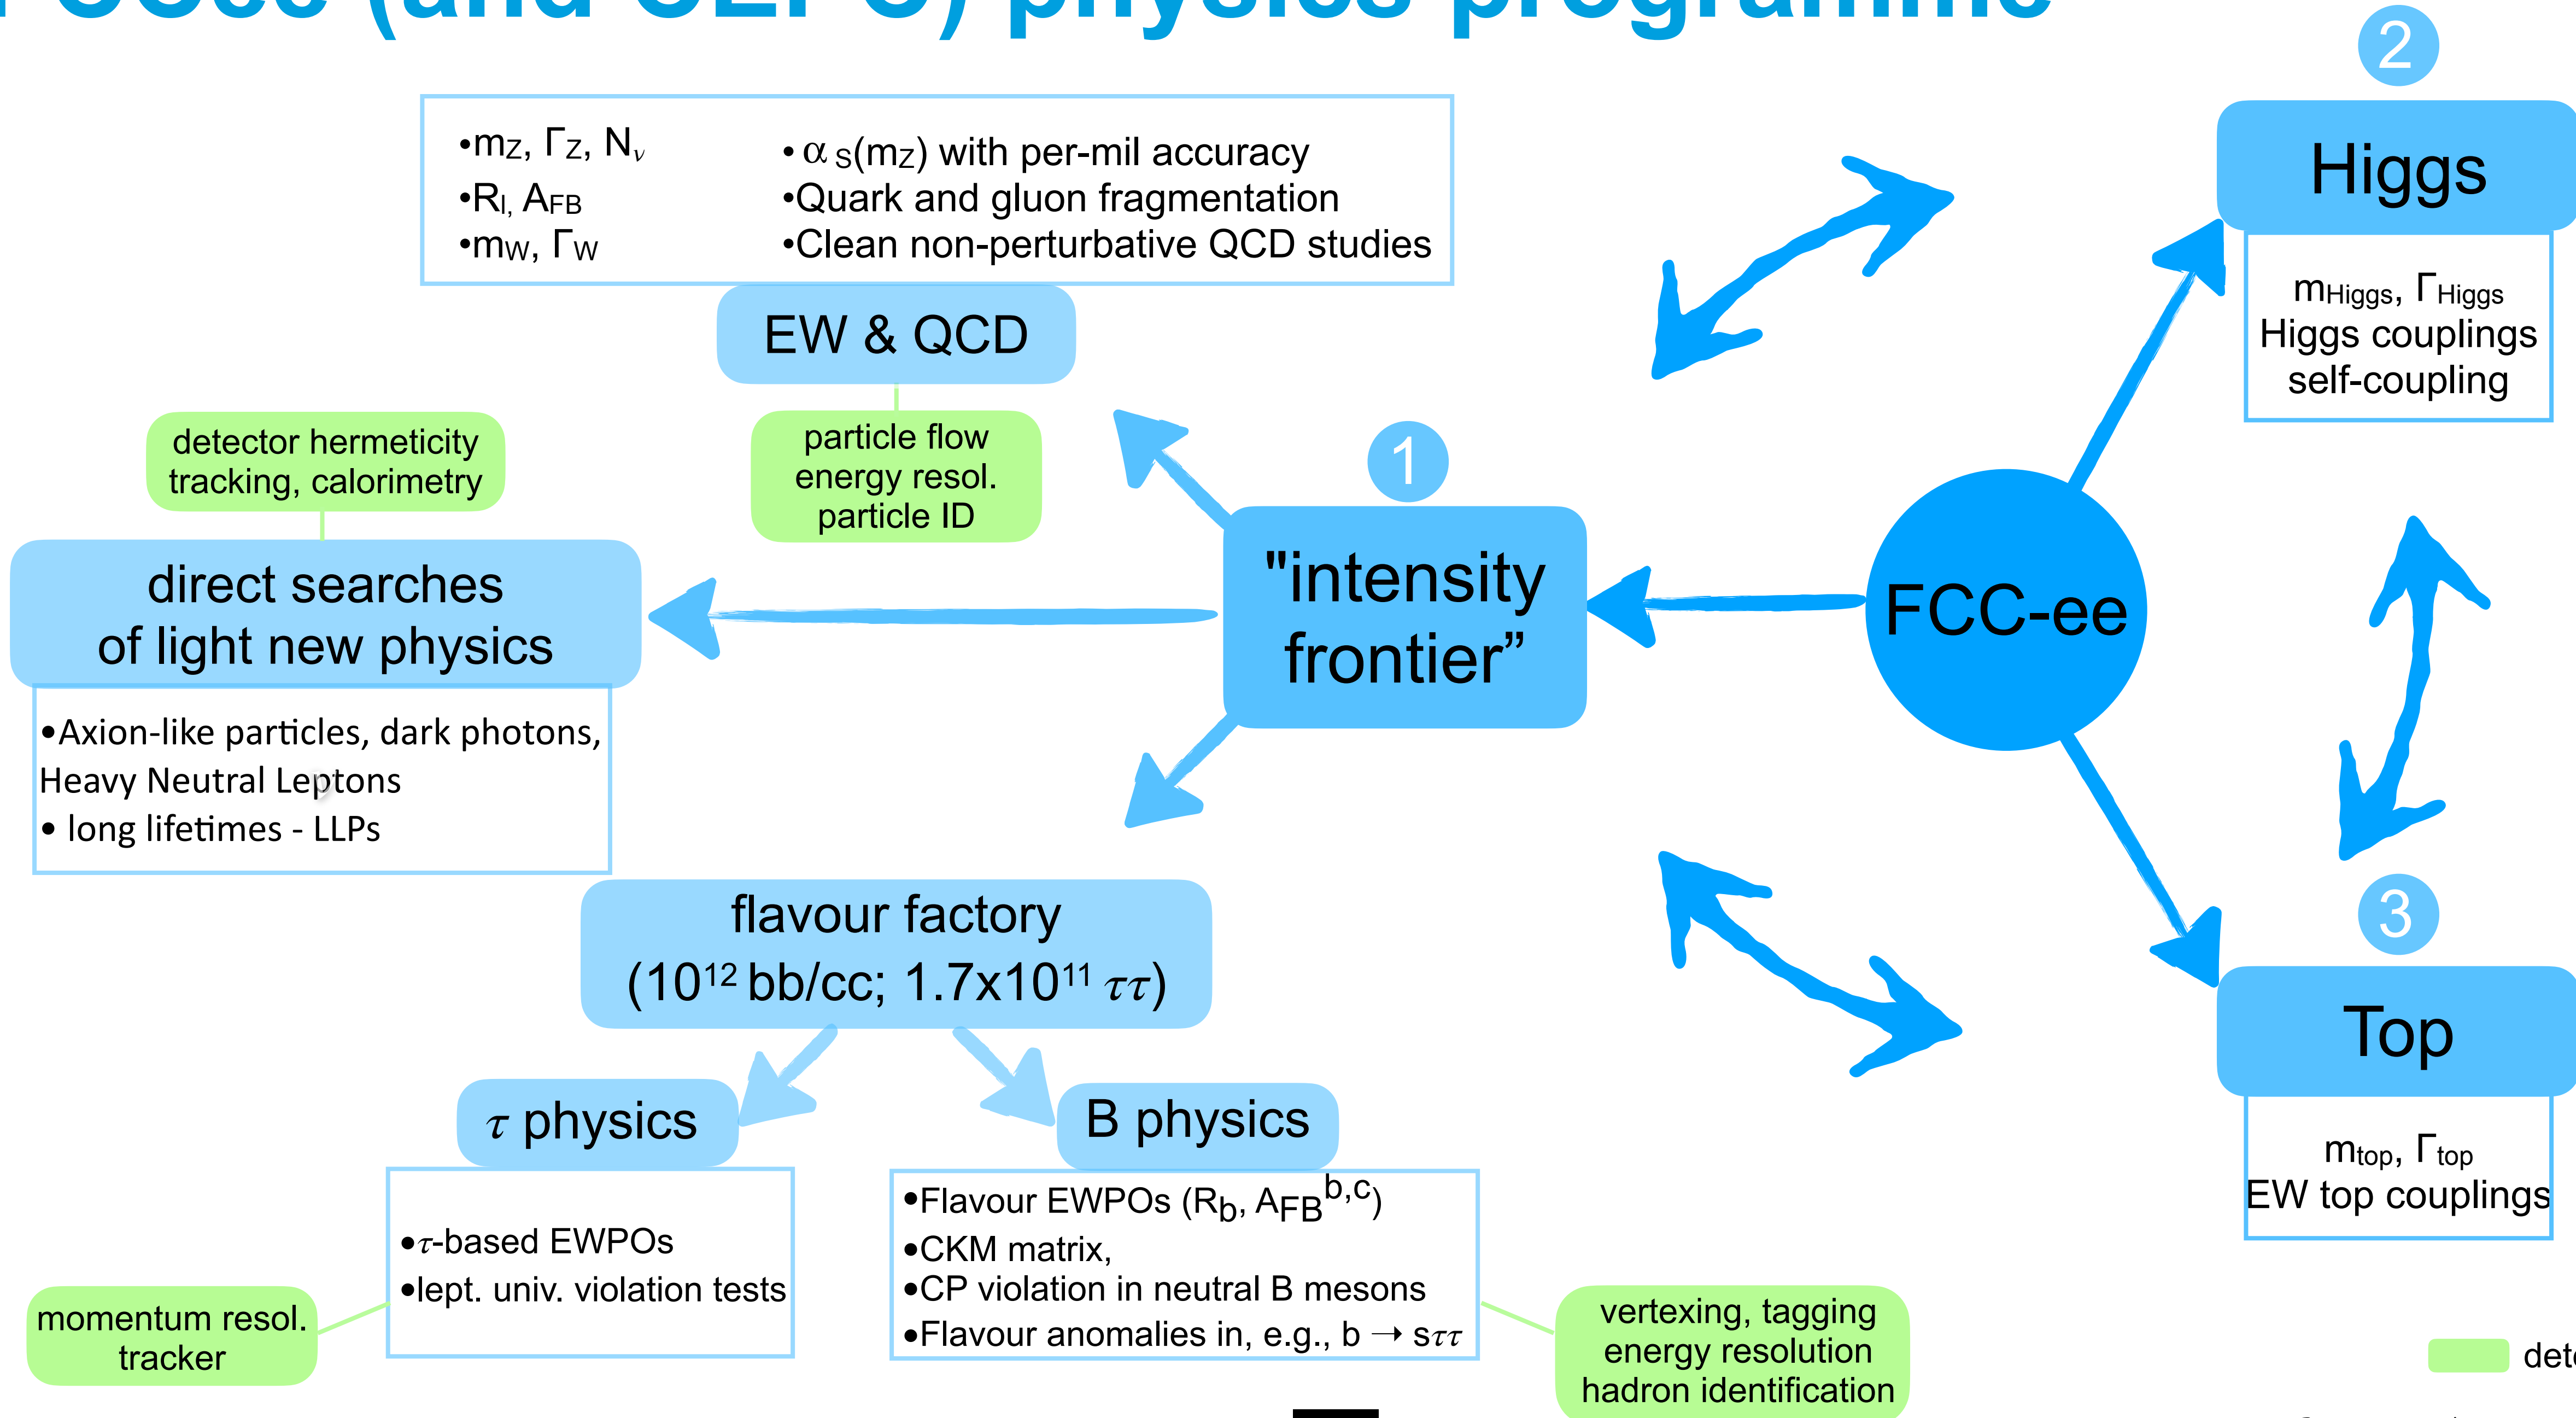 (and CEPC) physics programme
2
•mZ, ΓZ, Nν
•Rl, AFB
•mW, ΓW
• αS(mZ) with per-mil accuracy
•Quark and gluon fragmentation
•Clean non-perturbative QCD studies
EW & QCD
particle flow
energy resol.
particle ID
Higgs
mHiggs, ΓHiggs
Higgs couplings
self-coupling
detector hermeticity
tracking, calorimetry
direct searches
of light new physics
•Axion-like particles, dark photons,
Heavy Neutral Leptons
• long lifetimes - LLPs
1
"intensity
frontier”
FCC-ee
flavour factory
(10¹² bb/cc; 1.7x10¹¹ ττ)
τ physics
•τ-based EWPOs
•lept. univ. violation tests
momentum resol.
tracker
B physics
•Flavour EWPOs (Rb, AFBb,c)
•CKM matrix,
•CP violation in neutral B mesons
•Flavour anomalies in, e.g., b → sττ
vertexing, tagging
energy resolution
hadron identification
3
Top
mtop, Γtop
EW top couplings